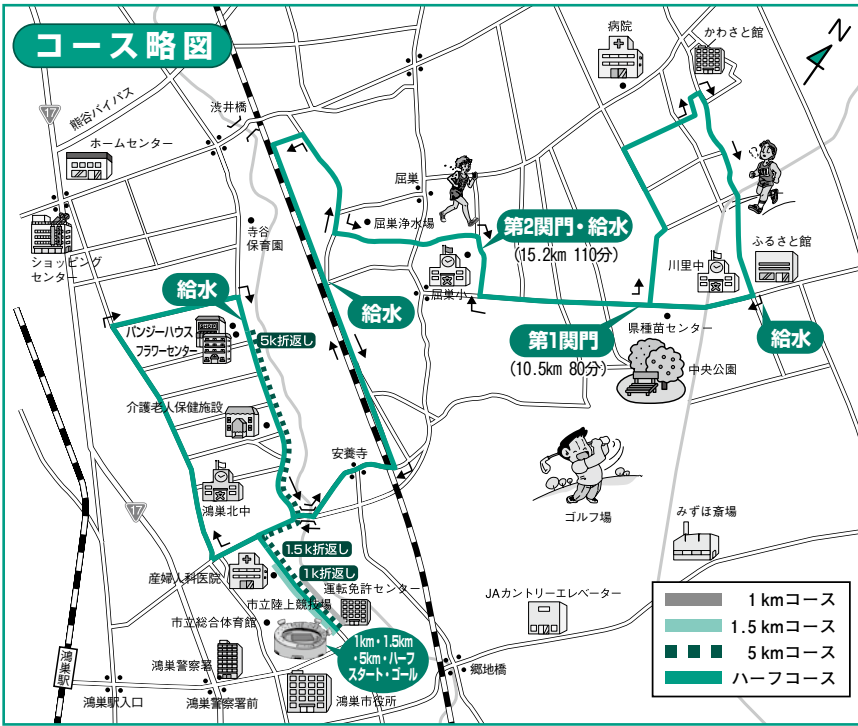 コース略図
病院
かわさと館
N
17
熊谷バイパス
渋井橋
ホームセンター
屈巣
屈巣浄水場
第2関門・給水
(15.2km 110分)
寺谷
保育園
ショッピング
センター
川里中
ふるさと館
給水
屈巣小
給水
県種苗センター
第1関門
(10.5km 80分)
給水
パンジーハウス
フラワーセンター
5k折返し
中央公園
介護老人保健施設
安養寺
ゴルフ場
鴻巣北中
17
みずほ斎場
1.5k折返し
産婦人科医院
1k折返し
運転免許センター
市立陸上競技場
市立総合体育館
JAカントリーエレベーター
1km・1.5km
・5km・ハーフ
スタート・ゴール
鴻巣警察署
郷地橋
鴻巣駅
鴻巣駅入口
鴻巣警察署前
鴻巣市役所
1kmコース
1.5kmコース
5kmコース
ハーフコース